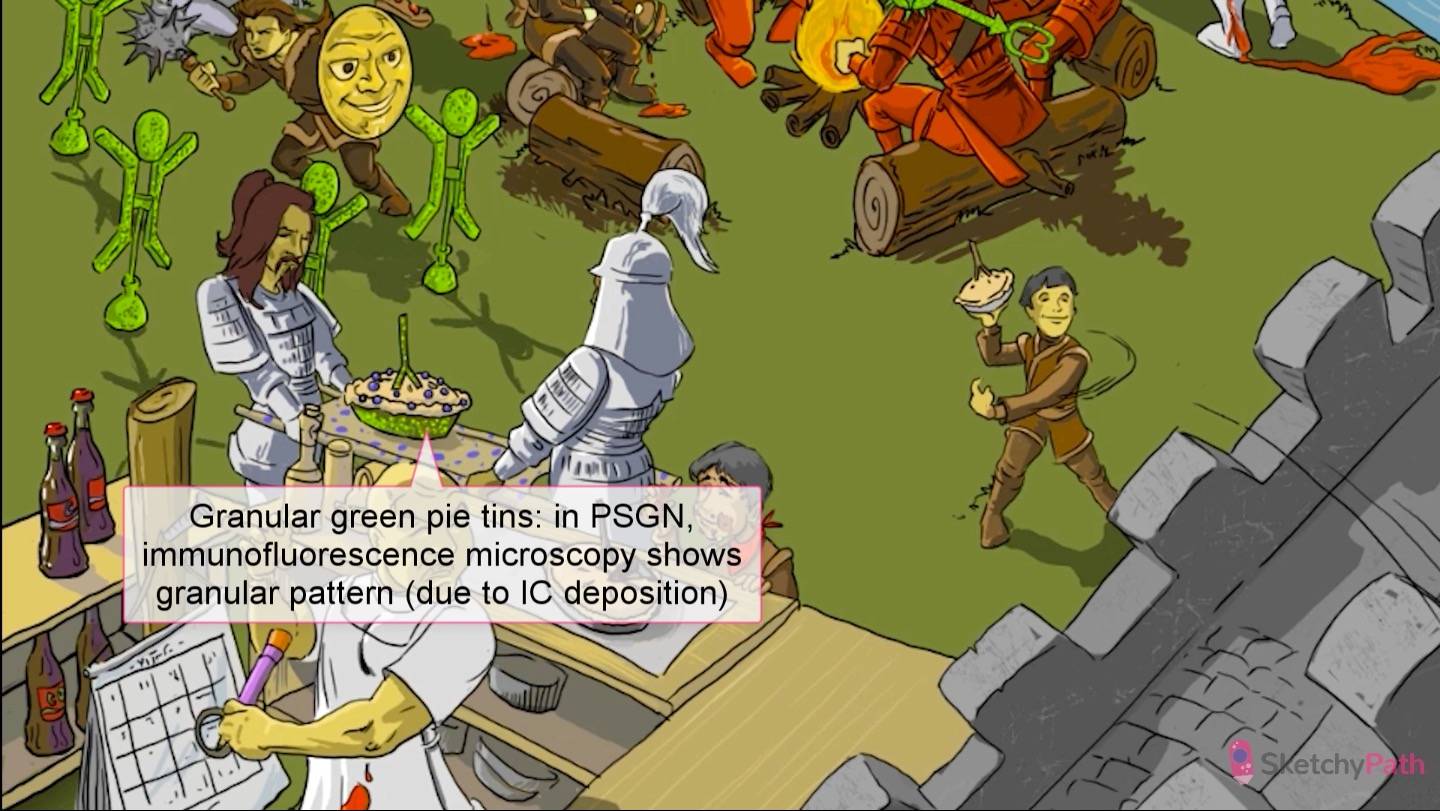 Granular green pie tins: in PSGN,
immunofluorescence microscopy shows
granular pattern (due to IC deposition)
SketchyPath